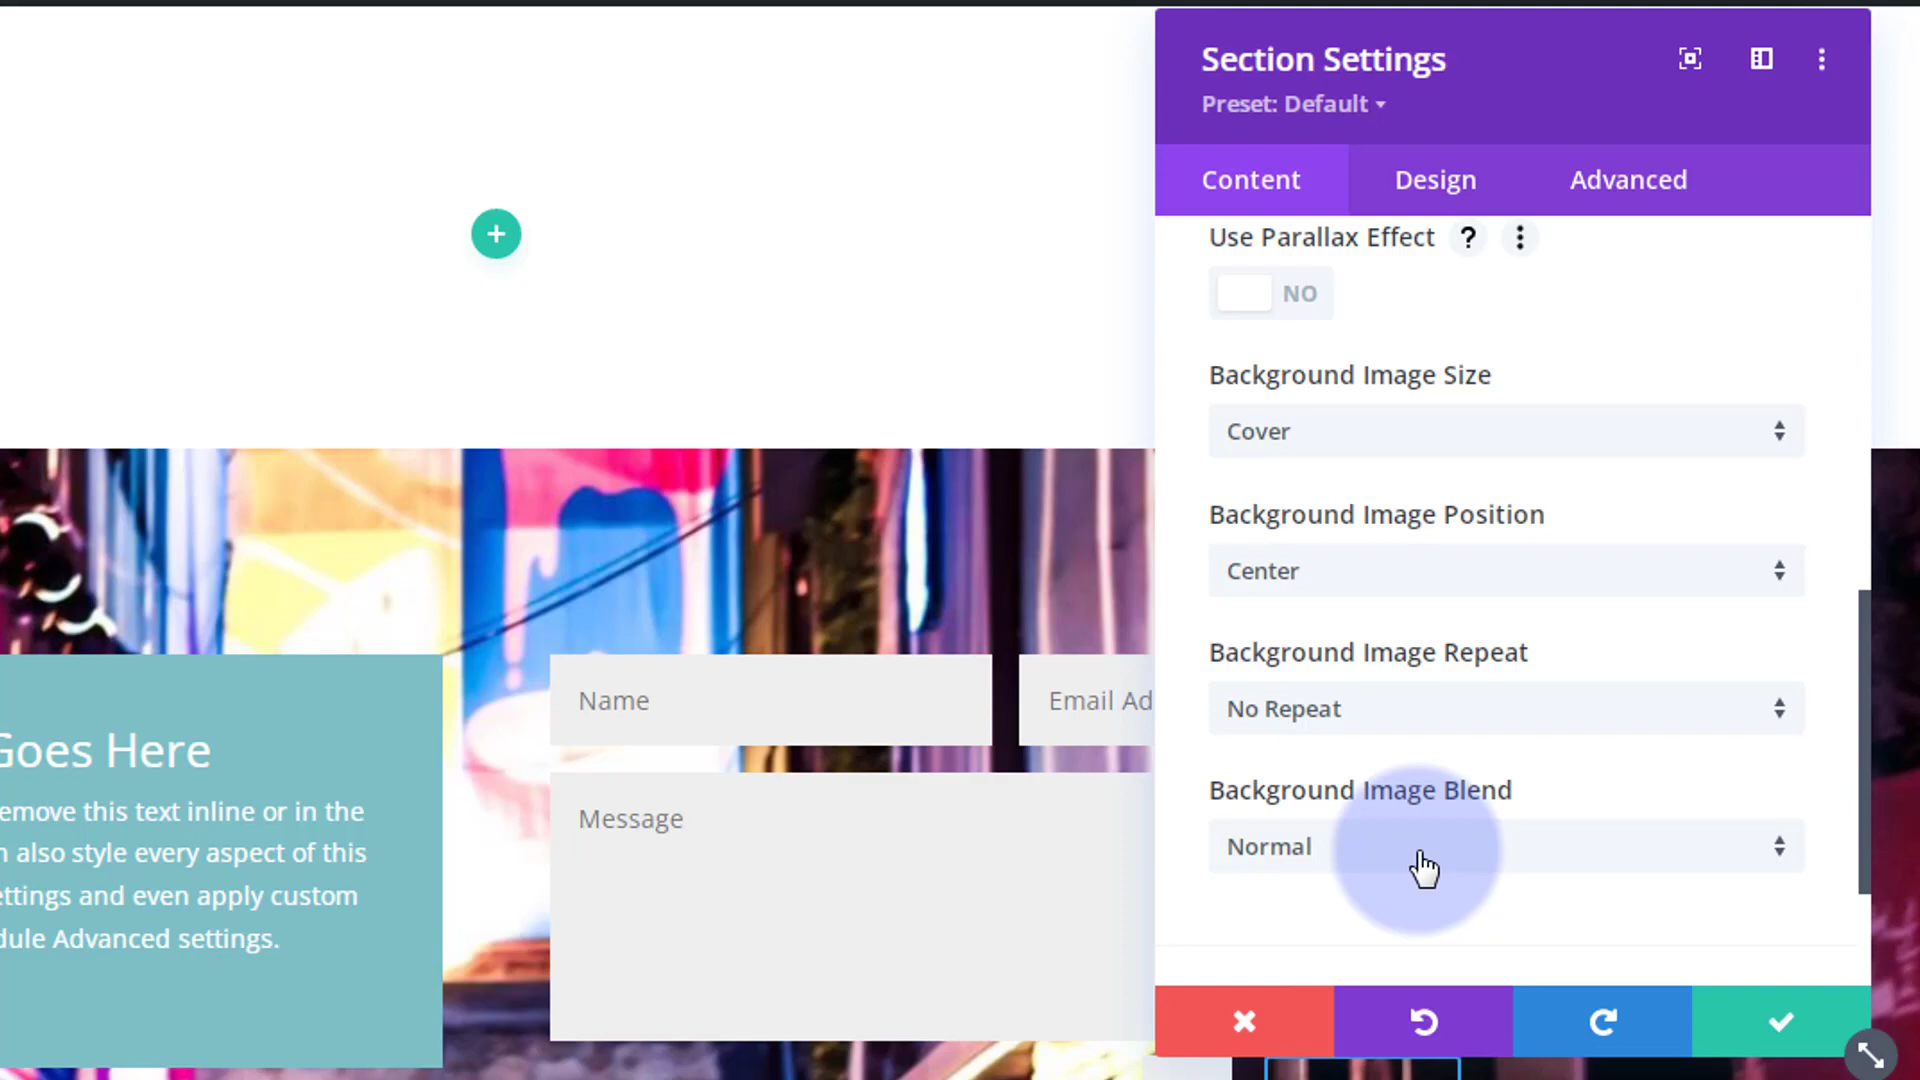 Section Settings
Preset: Default
Content
Design
Advanced
Use Parallax Effect ?
NO
Background Image Size
Cover
Background Image Position
Center
Background Image Repeat
No Repeat
Background Image Blend
Normal
Goes Here
emove this text inline or in the
n also style every aspect of this
ettings and even apply custom
dule Advanced settings.
Name
Email Ad
Message